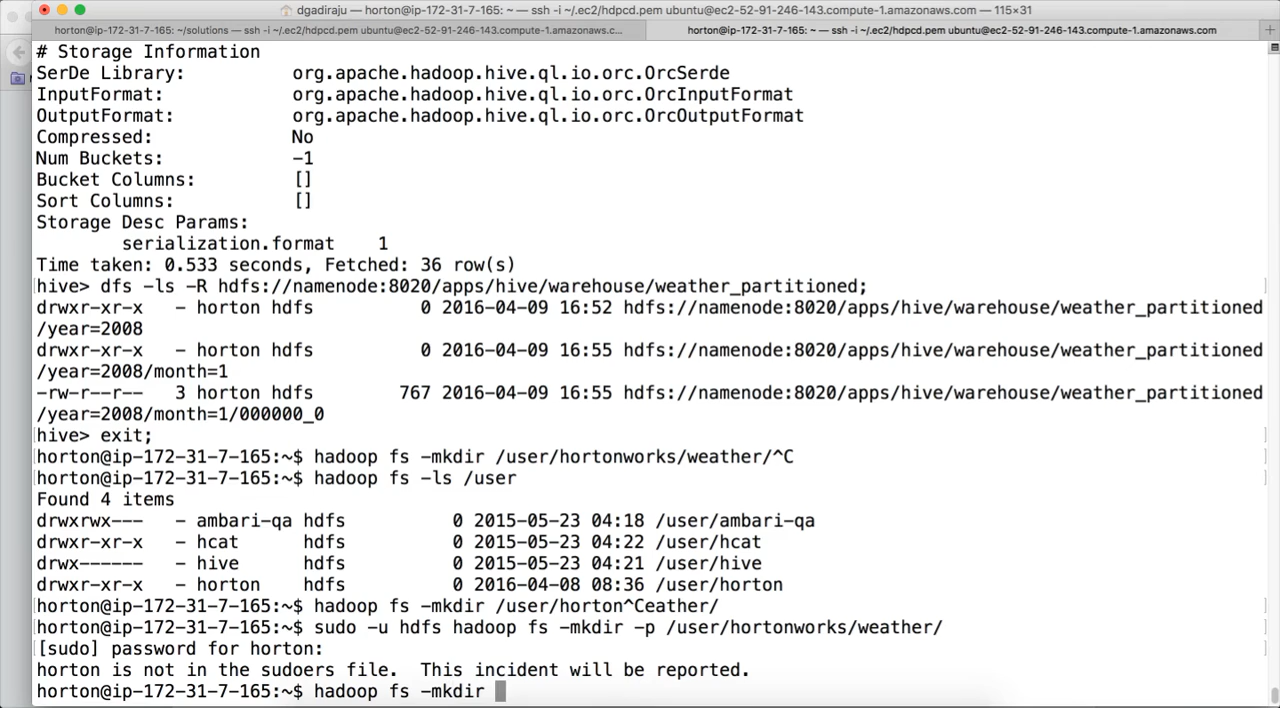 dgadiraju — horton@ip-172-31-7-165: ~ — ssh -i ~/.ec2/hdpcd.pem ubuntu@ec2-52-91-246-143.compute-1.amazonaws.com — 115×31
horton@ip-172-31-7-165: ~/solutions — ssh -i ~/.ec2/hdpcd.pem ubuntu@ec2-52-91-246-143.compute-1.amazonaws.c...
horton@ip-172-31-7-165: ~ — ssh -i ~/.ec2/hdpcd.pem ubuntu@ec2-52-91-246-143.compute-1.amazonaws.com
# Storage Information
SerDe Library: org.apache.hadoop.hive.ql.io.orc.OrcSerde
InputFormat: org.apache.hadoop.hive.ql.io.orc.OrcInputFormat
OutputFormat: org.apache.hadoop.hive.ql.io.orc.OrcOutputFormat
Compressed: No
Num Buckets: -1
Bucket Columns: []
Sort Columns: []
Storage Desc Params:
serialization.format 1
Time taken: 0.533 seconds, Fetched: 36 row(s)
hive> dfs -ls -R hdfs://namenode:8020/apps/hive/warehouse/weather_partitioned;
drwxr-xr-x - horton hdfs 0 2016-04-09 16:52 hdfs://namenode:8020/apps/hive/warehouse/weather_partitioned
/year=2008
drwxr-xr-x - horton hdfs 0 2016-04-09 16:55 hdfs://namenode:8020/apps/hive/warehouse/weather_partitioned
/year=2008/month=1
-rw-r--r-- 3 horton hdfs 767 2016-04-09 16:55 hdfs://namenode:8020/apps/hive/warehouse/weather_partitioned
/year=2008/month=1/000000_0
hive> exit;
horton@ip-172-31-7-165:~$ hadoop fs -mkdir /user/hortonworks/weather/^C
horton@ip-172-31-7-165:~$ hadoop fs -ls /user
Found 4 items
drwxrwx--- - ambari-qa hdfs 0 2015-05-23 04:18 /user/ambari-qa
drwxr-xr-x - hcat hdfs 0 2015-05-23 04:22 /user/hcat
drwx------ - hive hdfs 0 2015-05-23 04:21 /user/hive
drwxr-xr-x - horton hdfs 0 2016-04-08 08:36 /user/horton
horton@ip-172-31-7-165:~$ hadoop fs -mkdir /user/horton^Ceather/
horton@ip-172-31-7-165:~$ sudo -u hdfs hadoop fs -mkdir -p /user/hortonworks/weather/
[sudo] password for horton:
horton is not in the sudoers file.  This incident will be reported.
horton@ip-172-31-7-165:~$ hadoop fs -mkdir